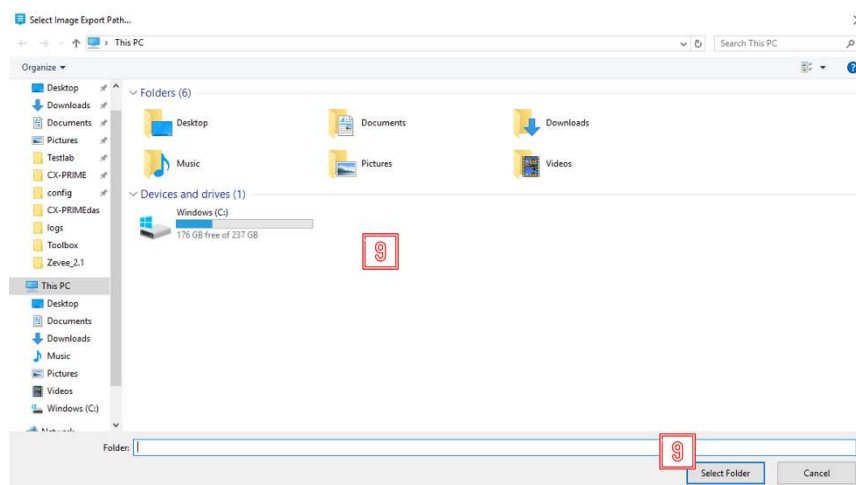 Select Image Export Path...
This PC
Search This PC
Organize
Desktop
Downloads
Documents
Pictures
Testlab
CX-PRIME
config
CX-PRIMEdas
logs
Toolbox
Zevee_2.1
This PC
Desktop
Documents
Downloads
Music
Pictures
Videos
Windows (C:)
Folders (6)
Desktop
Documents
Downloads
Music
Pictures
Videos
Devices and drives (1)
Windows (C:)
176 GB free of 237 GB
9
Folder:
9
Select Folder
Cancel